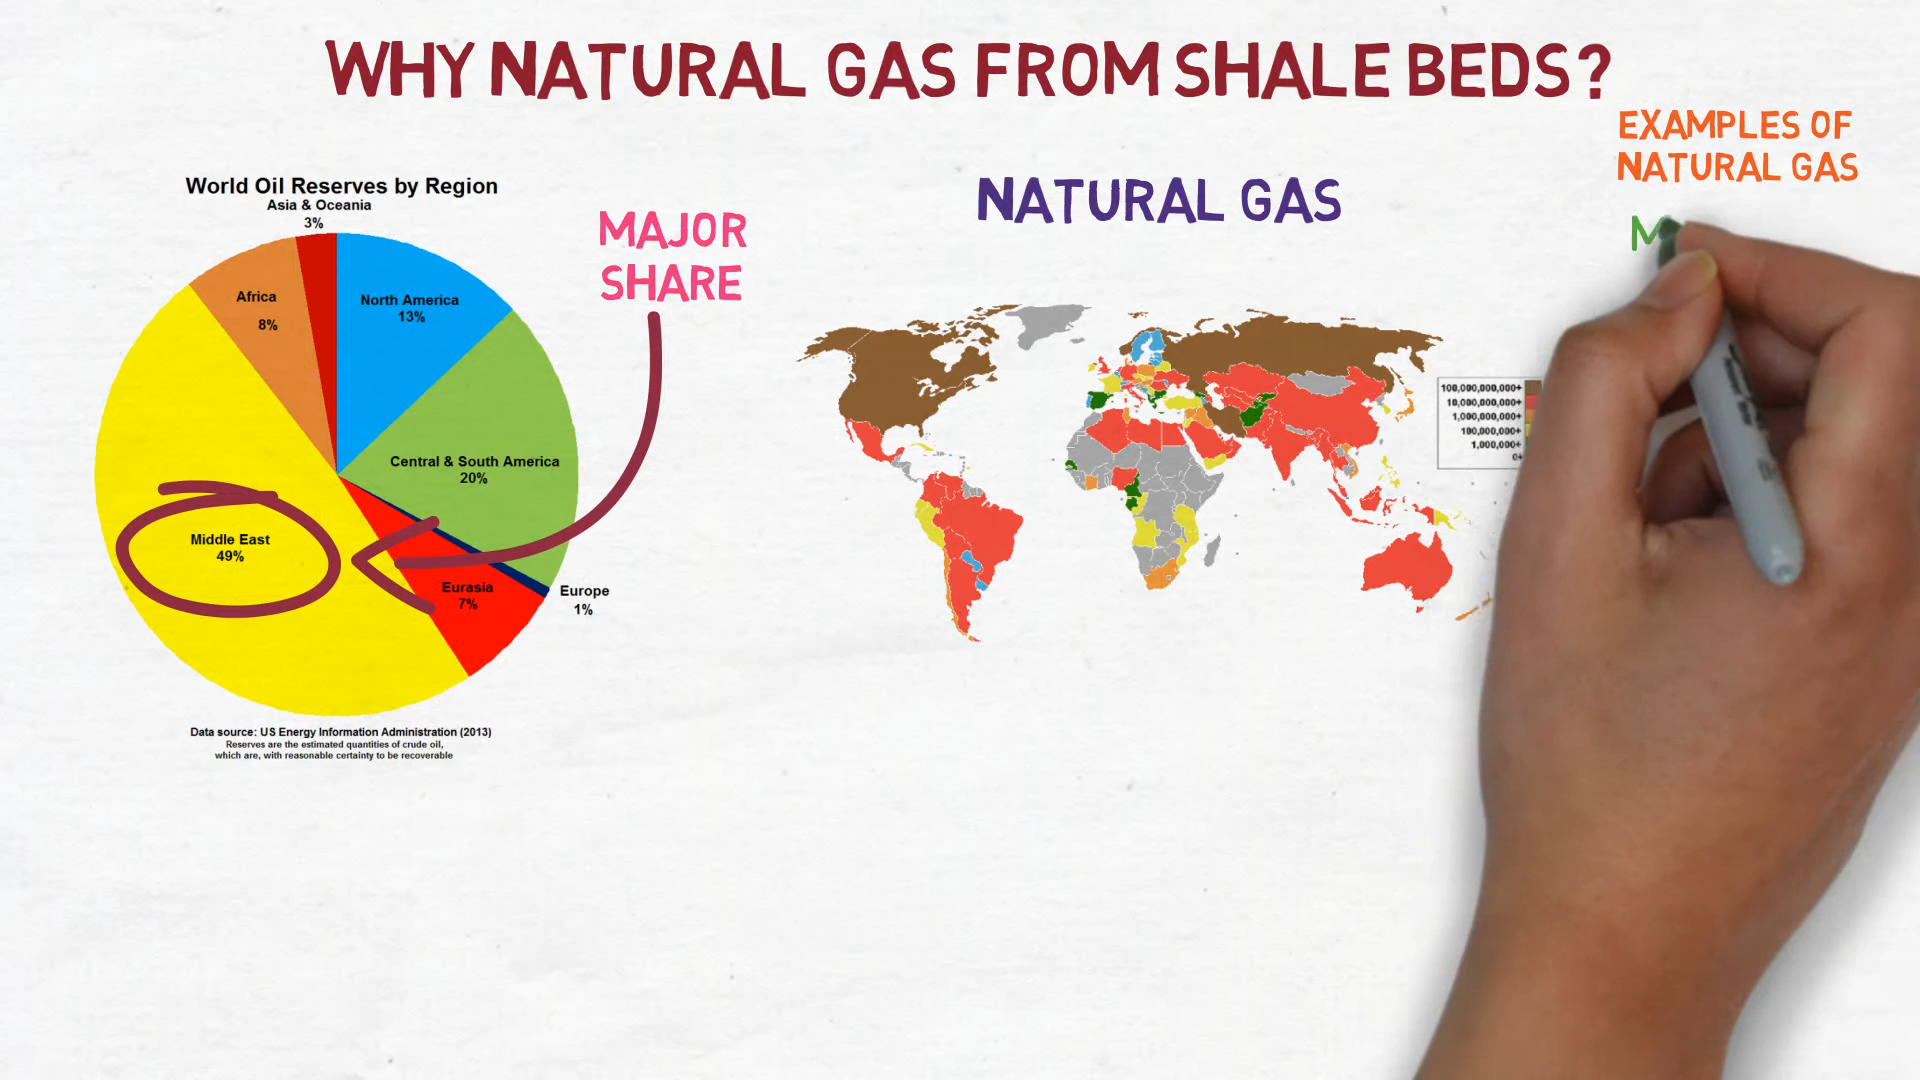 WHY NATURAL GAS FROM SHALE BEDS?
EXAMPLES OF
NATURAL GAS
M
World Oil Reserves by Region
Asia & Oceania
3%
Africa
8%
North America
13%
Central & South America
20%
Middle East
49%
Eurasia
7%
Europe
1%
Data source: US Energy Information Administration (2013)
Reserves are the estimated quantities of crude oil,
which are, with reasonable certainty to be recoverable
MAJOR
SHARE
NATURAL GAS
100,000,000,000+
10,000,000,000+
1,000,000,000+
100,000,000+
1,000,000+
0+